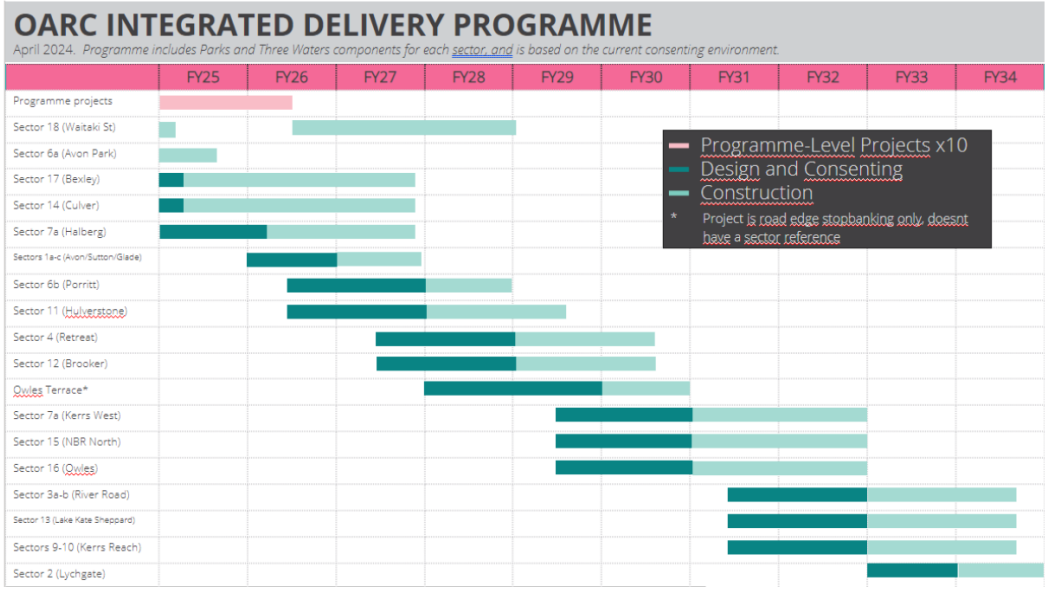 OARC INTEGRATED DELIVERY PROGRAMME
April 2024. Programme includes Parks and Three Waters components for each sector, and is based on the current consenting environment.
FY25 FY26 FY27 FY28 FY29 FY30 FY31 FY32 FY33 FY34
Programme projects
Sector 18 (Waitaki St)
Sector 6a (Avon Park)
Sector 17 (Bexley)
Sector 14 (Culver)
Sector 7a (Halberg)
Sectors 1a-c (Avon/Sutton/Glade)
Sector 6b (Porritt)
Sector 11 (Hulverstone)
Sector 4 (Retreat)
Sector 12 (Brooker)
Owles Terrace*
Sector 7a (Kerrs West)
Sector 15 (NBR North)
Sector 16 (Owles)
Sector 3a-b (River Road)
Sector 13 (Lake Kate Sheppard)
Sectors 9-10 (Kerrs Reach)
Sector 2 (Lychgate)
Programme-Level Projects x10
Design and Consenting
Construction
* Project is road edge stopbanking only, doesnt
have a sector reference